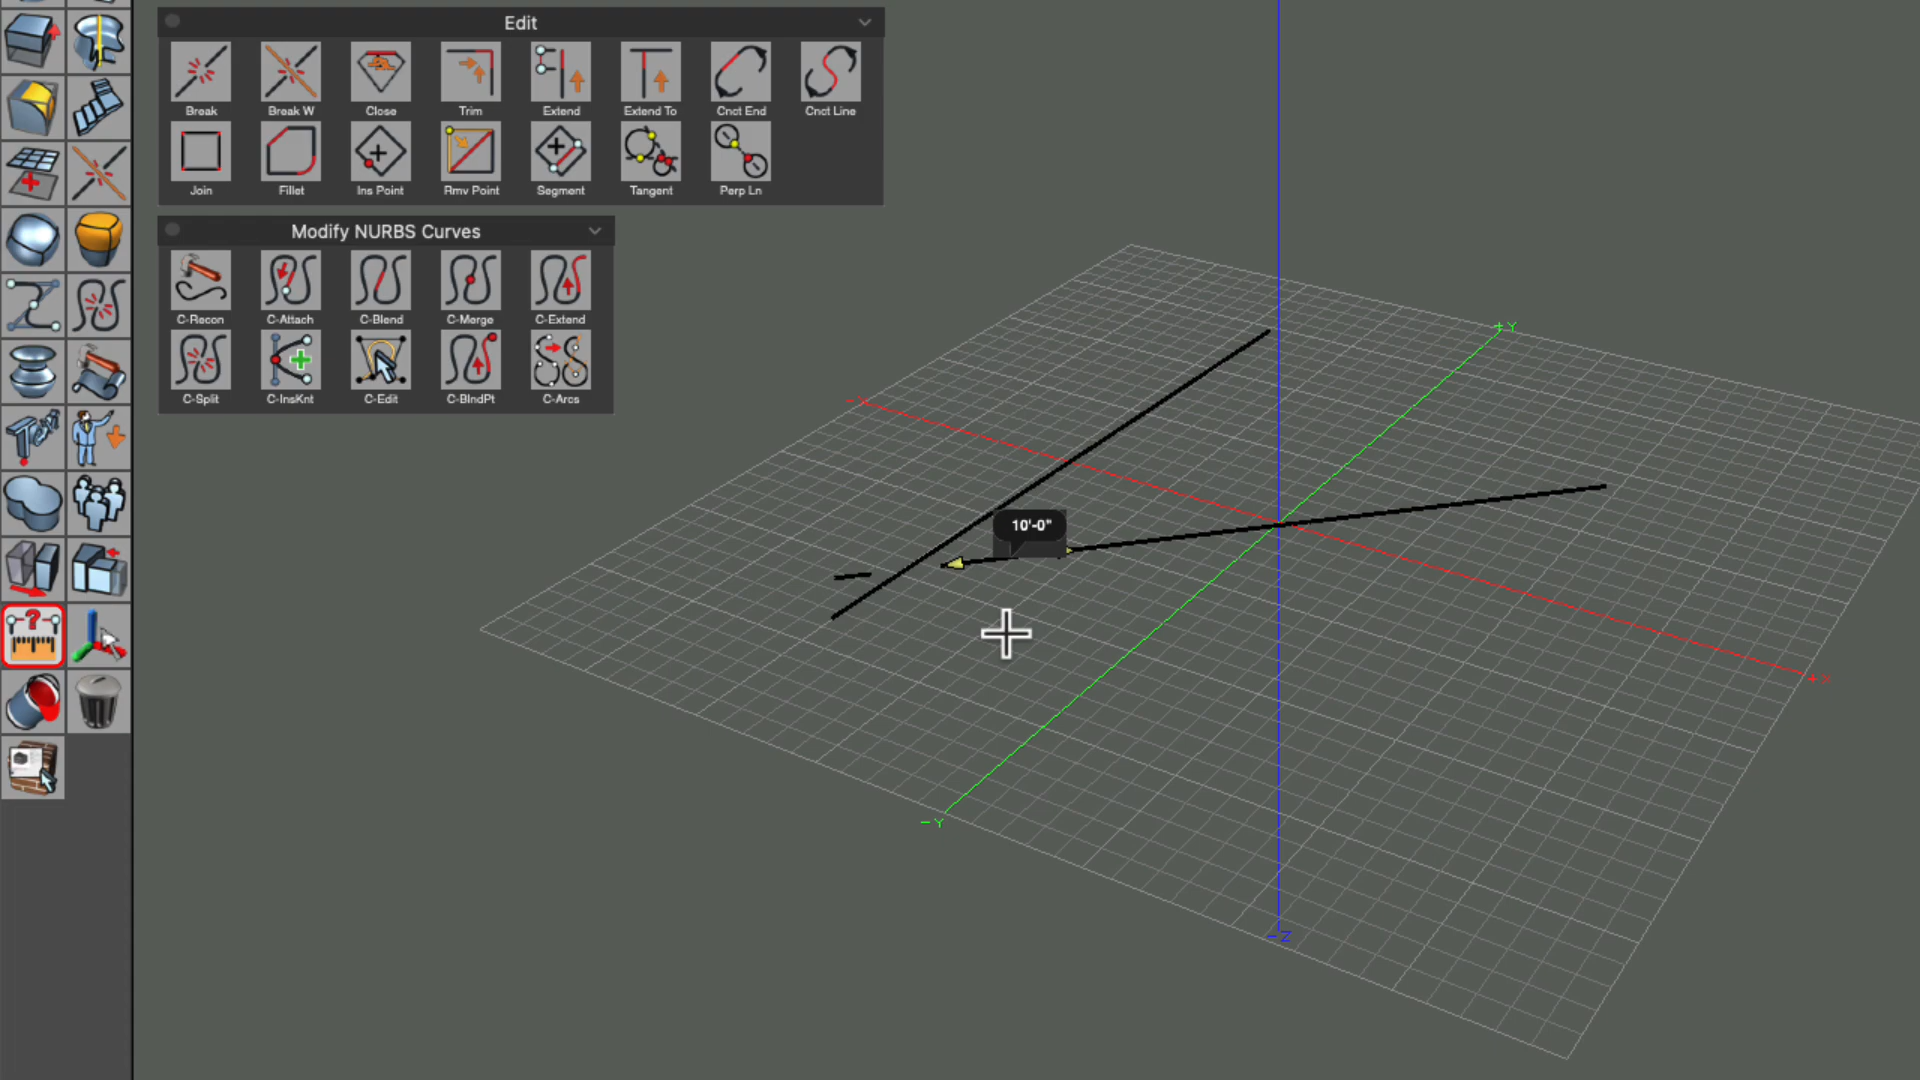 Edit
Break
Break W
Close
Trim
Extend
Extend To
Cnct End
Cnct Line
Join
Fillet
Ins Point
Rmv Point
Segment
Tangent
Perp Ln
Modify NURBS Curves
C-Recon
C-Attach
C-Blend
C-Merge
C-Extend
C-Split
C-InsKnt
C-Edit
C-BlndPt
C-Arcs
+Y
-X
10'-0"
?
+X
-Y
-Z